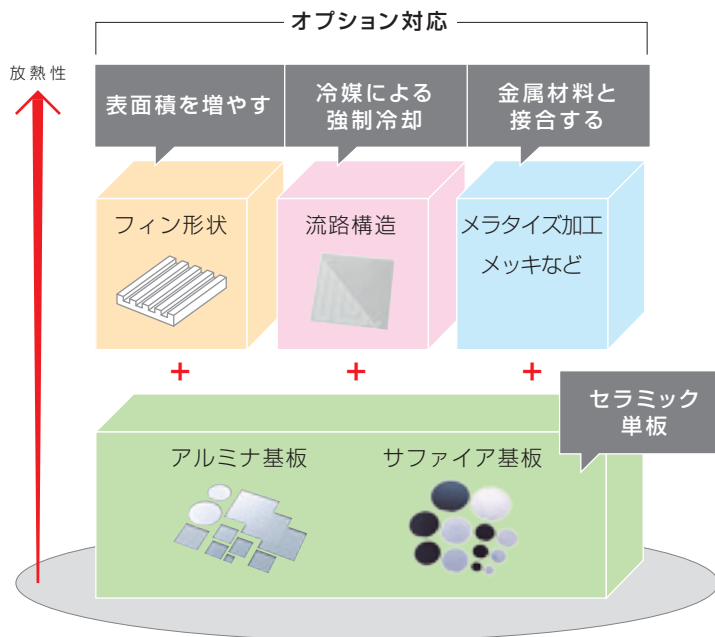 オプション対応
放熱性
表面積を増やす
冷媒による
強制冷却
金属材料と
接合する
フィン形状
流路構造
メラタイズ加工
メッキなど
+
+
+
セラミック
単板
アルミナ基板
サファイア基板